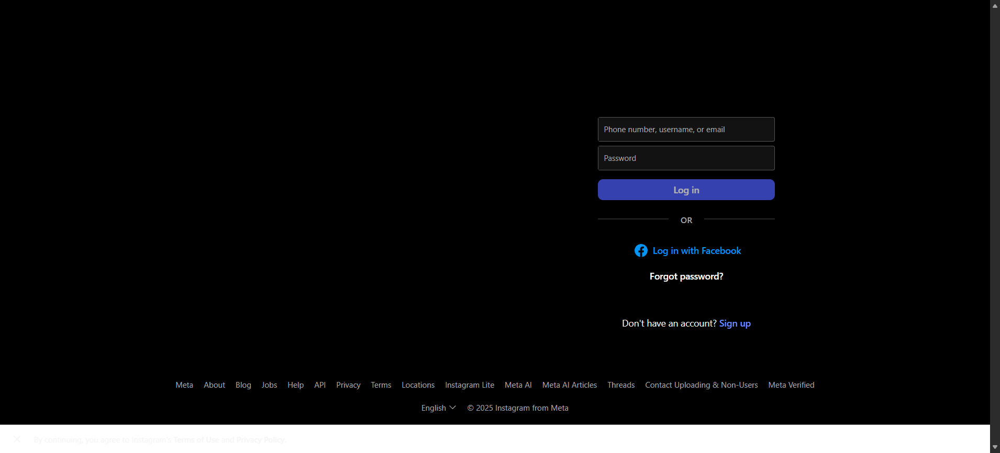 Phone number, username, or email
Password
Log in
OR
Log in with Facebook
Forgot password?
Don't have an account? Sign up
Meta About Blog Jobs Help API Privacy Terms Locations Instagram Lite Meta AI Meta AI Articles Threads Contact Uploading & Non-Users Meta Verified
English © 2025 Instagram from Meta
By continuing, you agree to Instagram's Terms of Use and Privacy Policy.